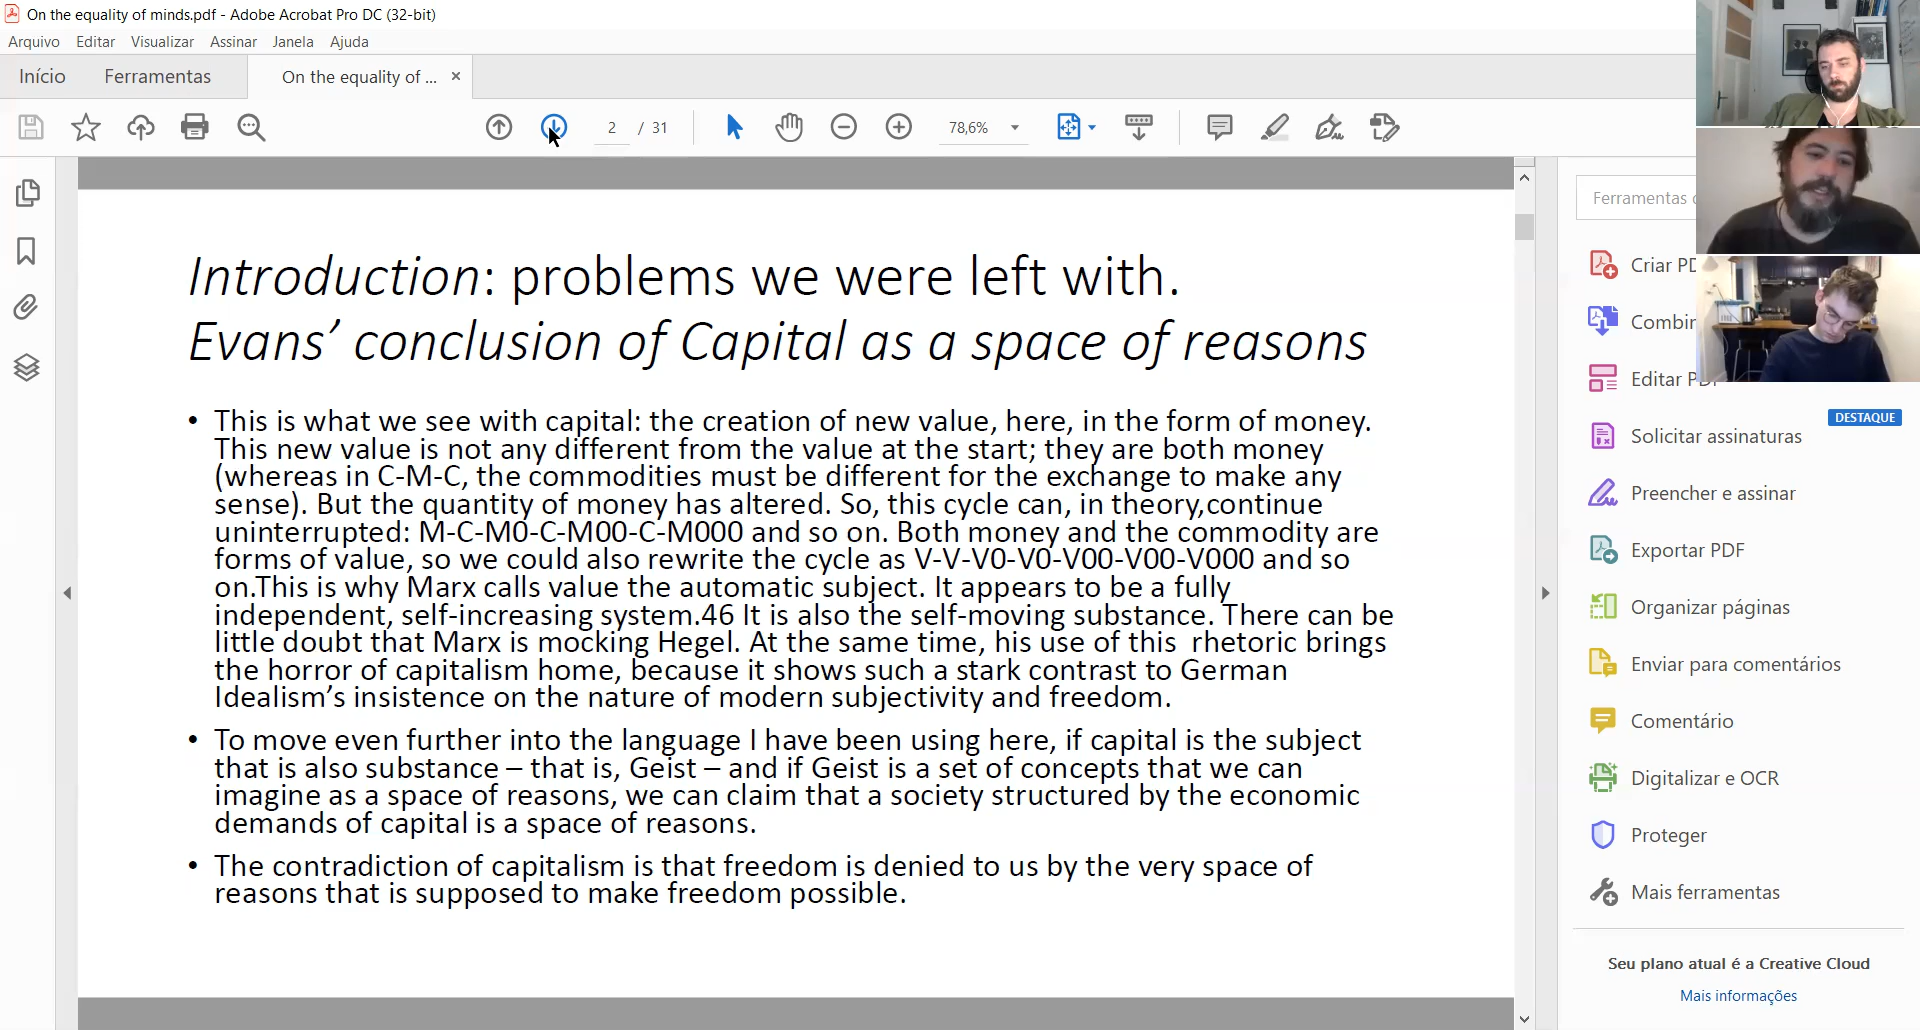 On the equality of minds.pdf - Adobe Acrobat Pro DC (32-bit)
Arquivo Editar Visualizar Assinar Janela Ajuda
Início Ferramentas On the equality of ... ×
2 / 31 78,6%
Introduction: problems we were left with.
Evans’ conclusion of Capital as a space of reasons
• This is what we see with capital: the creation of new value, here, in the form of money.
This new value is not any different from the value at the start; they are both money
(whereas in C-M-C, the commodities must be different for the exchange to make any
sense). But the quantity of money has altered. So, this cycle can, in theory,continue
uninterrupted: M-C-M0-C-M00-C-M000 and so on. Both money and the commodity are
forms of value, so we could also rewrite the cycle as V-V-V0-V0-V00-V00-V000 and so
on.This is why Marx calls value the automatic subject. It appears to be a fully
independent, self-increasing system.46 It is also the self-moving substance. There can be
little doubt that Marx is mocking Hegel. At the same time, his use of this rhetoric brings
the horror of capitalism home, because it shows such a stark contrast to German
Idealism’s insistence on the nature of modern subjectivity and freedom.
• To move even further into the language I have been using here, if capital is the subject
that is also substance – that is, Geist – and if Geist is a set of concepts that we can
imagine as a space of reasons, we can claim that a society structured by the economic
demands of capital is a space of reasons.
• The contradiction of capitalism is that freedom is denied to us by the very space of
reasons that is supposed to make freedom possible.
Ferramentas
Criar
Combin
Editar
DESTAQUE
Solicitar assinaturas
Preencher e assinar
Exportar PDF
Organizar páginas
Enviar para comentários
Comentário
Digitalizar e OCR
Proteger
Mais ferramentas
Seu plano atual é a Creative Cloud
Mais informações